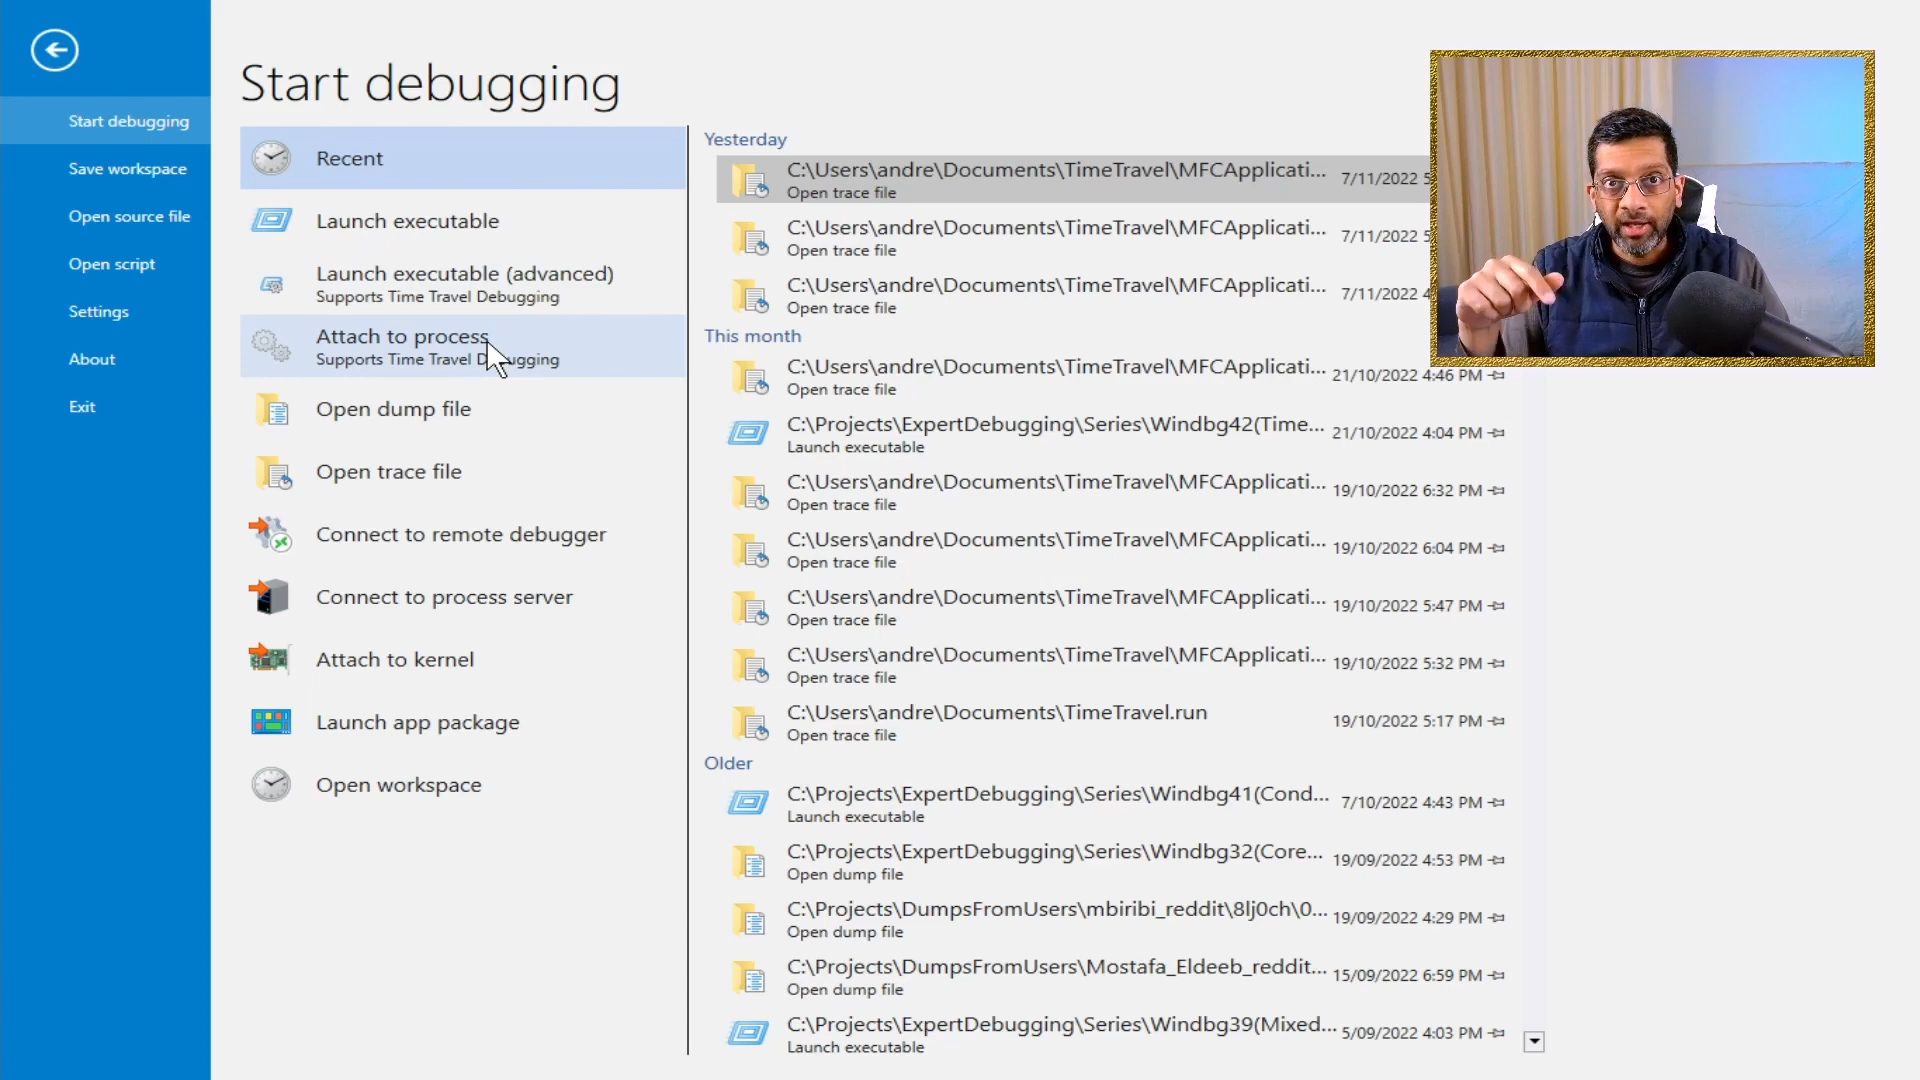 Start debugging
Save workspace
Open source file
Open script
Settings
About
Exit
Start debugging
Recent
Launch executable
Launch executable (advanced)
Supports Time Travel Debugging
Attach to process
Supports Time Travel Debugging
Open dump file
Open trace file
Connect to remote debugger
Connect to process server
Attach to kernel
Launch app package
Open workspace
Yesterday
C:\Users\andre\Documents\TimeTravel\MFCApplicati... 7/11/2022 5
Open trace file
C:\Users\andre\Documents\TimeTravel\MFCApplicati... 7/11/2022 5
Open trace file
C:\Users\andre\Documents\TimeTravel\MFCApplicati... 7/11/2022 4
Open trace file
This month
C:\Users\andre\Documents\TimeTravel\MFCApplicati... 21/10/2022 4:46 PM
Open trace file
C:\Projects\ExpertDebugging\Series\Windbg42(Time... 21/10/2022 4:04 PM
Launch executable
C:\Users\andre\Documents\TimeTravel\MFCApplicati... 19/10/2022 6:32 PM
Open trace file
C:\Users\andre\Documents\TimeTravel\MFCApplicati... 19/10/2022 6:04 PM
Open trace file
C:\Users\andre\Documents\TimeTravel\MFCApplicati... 19/10/2022 5:47 PM
Open trace file
C:\Users\andre\Documents\TimeTravel\MFCApplicati... 19/10/2022 5:32 PM
Open trace file
C:\Users\andre\Documents\TimeTravel.run 19/10/2022 5:17 PM
Open trace file
Older
C:\Projects\ExpertDebugging\Series\Windbg41(Cond... 7/10/2022 4:43 PM
Launch executable
C:\Projects\ExpertDebugging\Series\Windbg32(Core... 19/09/2022 4:53 PM
Open dump file
C:\Projects\DumpsFromUsers\mbiribi_reddit\8lj0ch\0... 19/09/2022 4:29 PM
Open dump file
C:\Projects\DumpsFromUsers\Mostafa_Eldeeb_reddit... 15/09/2022 6:59 PM
Open dump file
C:\Projects\ExpertDebugging\Series\Windbg39(Mixed... 5/09/2022 4:03 PM
Launch executable